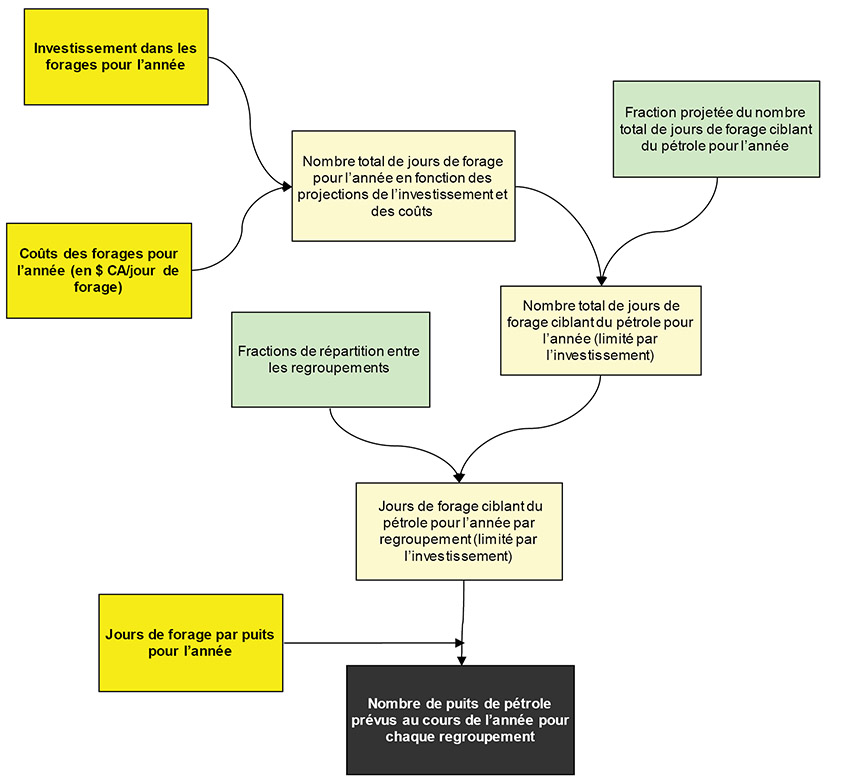 Investissement dans les
forages pour l’année
Fraction projetée du nombre
total de jours de forage ciblant
du pétrole pour l’année
Nombre total de jours de forage
pour l’année en fonction des
projections de l’investissement et
des coûts
Coûts des forages pour
l’année (en $ CA/jour de
forage)
Nombre total de jours de
forage ciblant du pétrole pour
l’année (limité par
l’investissement)
Fractions de répartition entre
les regroupements
Jours de forage ciblant du
pétrole pour l’année par
regroupement (limité par
l’investissement)
Jours de forage par puits
pour l’année
Nombre de puits de pétrole
prévus au cours de l’année pour
chaque regroupement